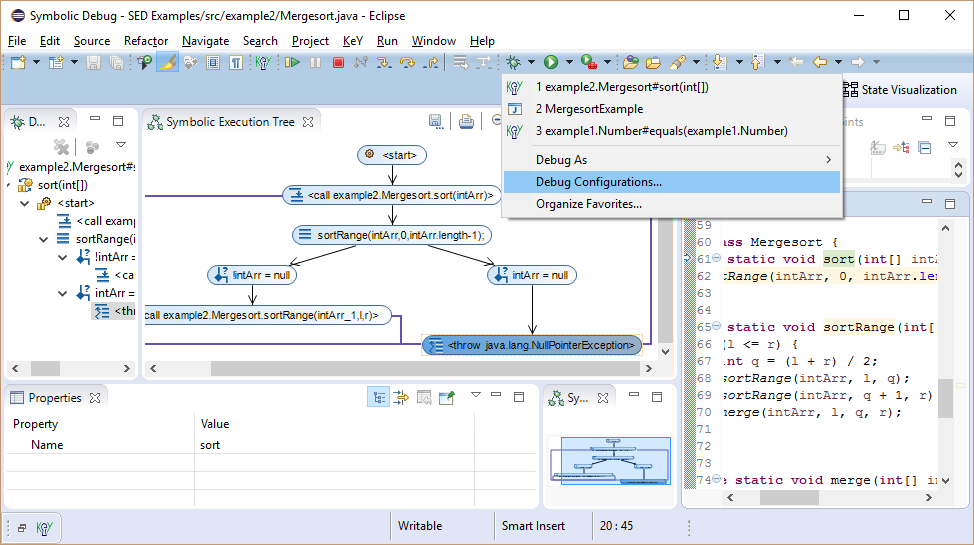 Symbolic Debug - SED Examples/src/example2/Mergesort.java - Eclipse
File Edit Source Refactor Navigate Search Project KeY Run Window Help
1 example2.Mergesort#sort(int[])
2 MergesortExample
3 example1.Number#equals(example1.Number)
Debug As
Debug Configurations...
Organize Favorites...
State Visualization
D...
example2.Mergesort#
sort(int[])
<start>
<call exam
sortRange(i
!intArr =
<ca
intArr =
<th
Symbolic Execution Tree
<start>
<call example2.Mergesort.sort(intArr)>
sortRange(intArr,0,intArr.length-1);
!intArr = null
intArr = null
call example2.Mergesort.sortRange(intArr_1,l,r)>
<throw java.lang.NullPointerException>
oints
59
60 ass Mergesort {
61 static void sort(int[] intA
62 tRange(intArr, 0, intArr.len
63
64
65 static void sortRange(int[
66 (l <= r) {
67 int q = (l + r) / 2;
68 sortRange(intArr, l, q);
69 sortRange(intArr, q + 1, r)
70 merge(intArr, l, q, r);
71
72
73
74 e static void merge(int[] in
Properties
Property Value
Name sort
Sy...
KeY
Writable Smart Insert 20 : 45